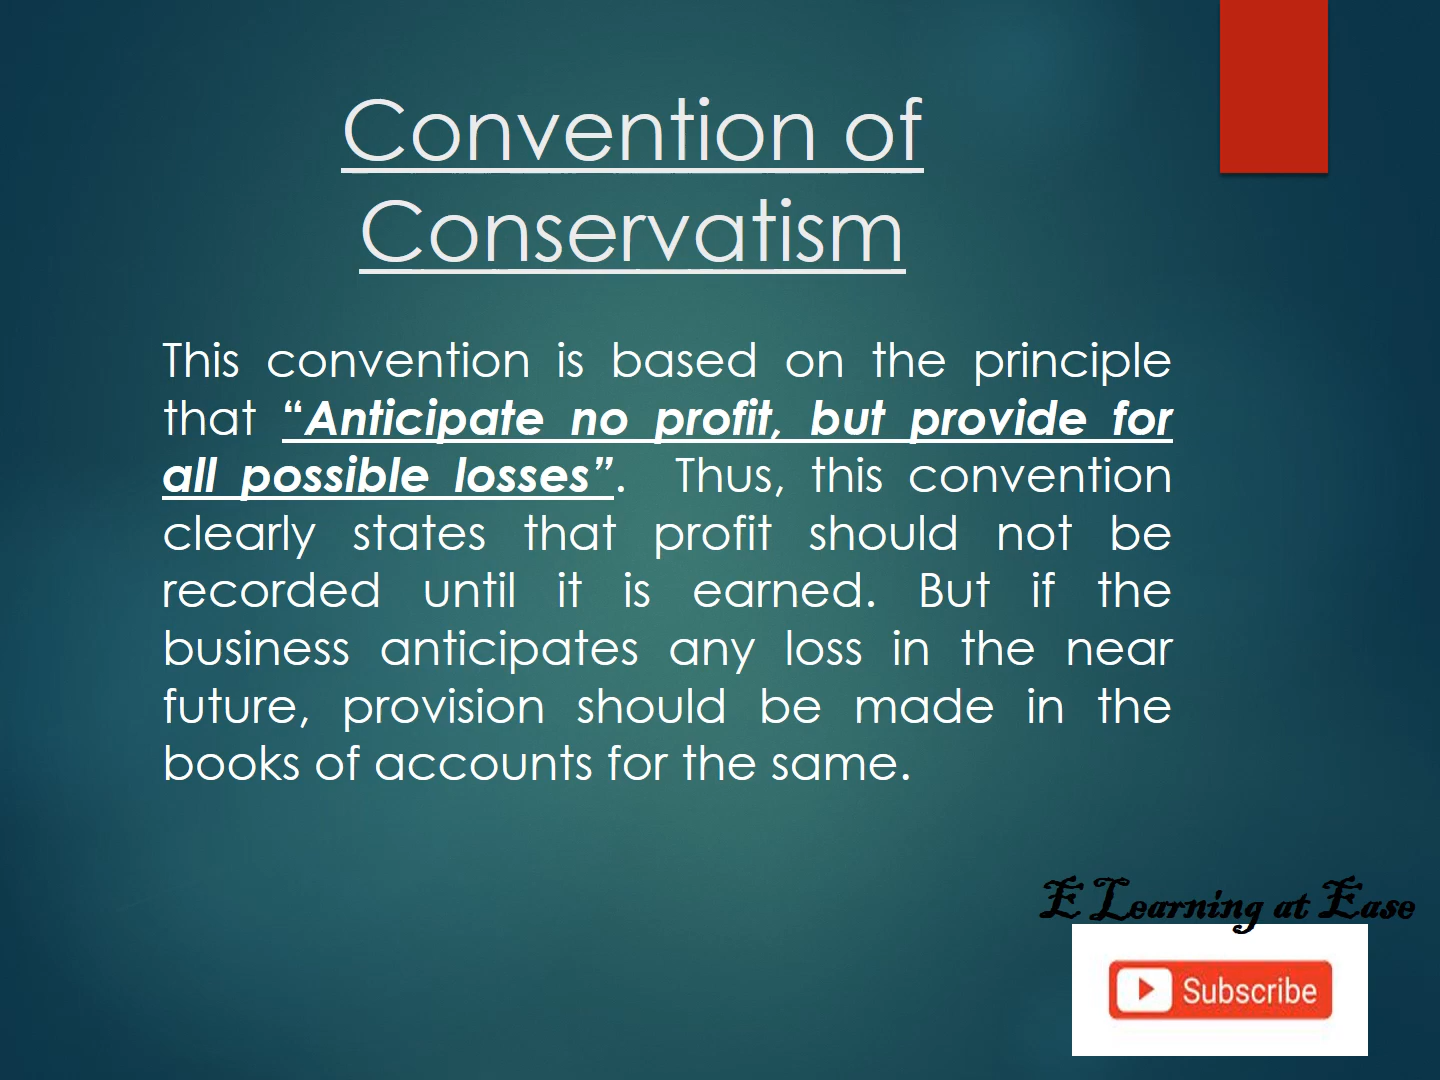 Convention of
Conservatism
This convention is based on the principle
that “Anticipate no profit, but provide for
all possible losses”. Thus, this convention
clearly states that profit should not be
recorded until it is earned. But if the
business anticipates any loss in the near
future, provision should be made in the
books of accounts for the same.
E Learning at Ease
Subscribe